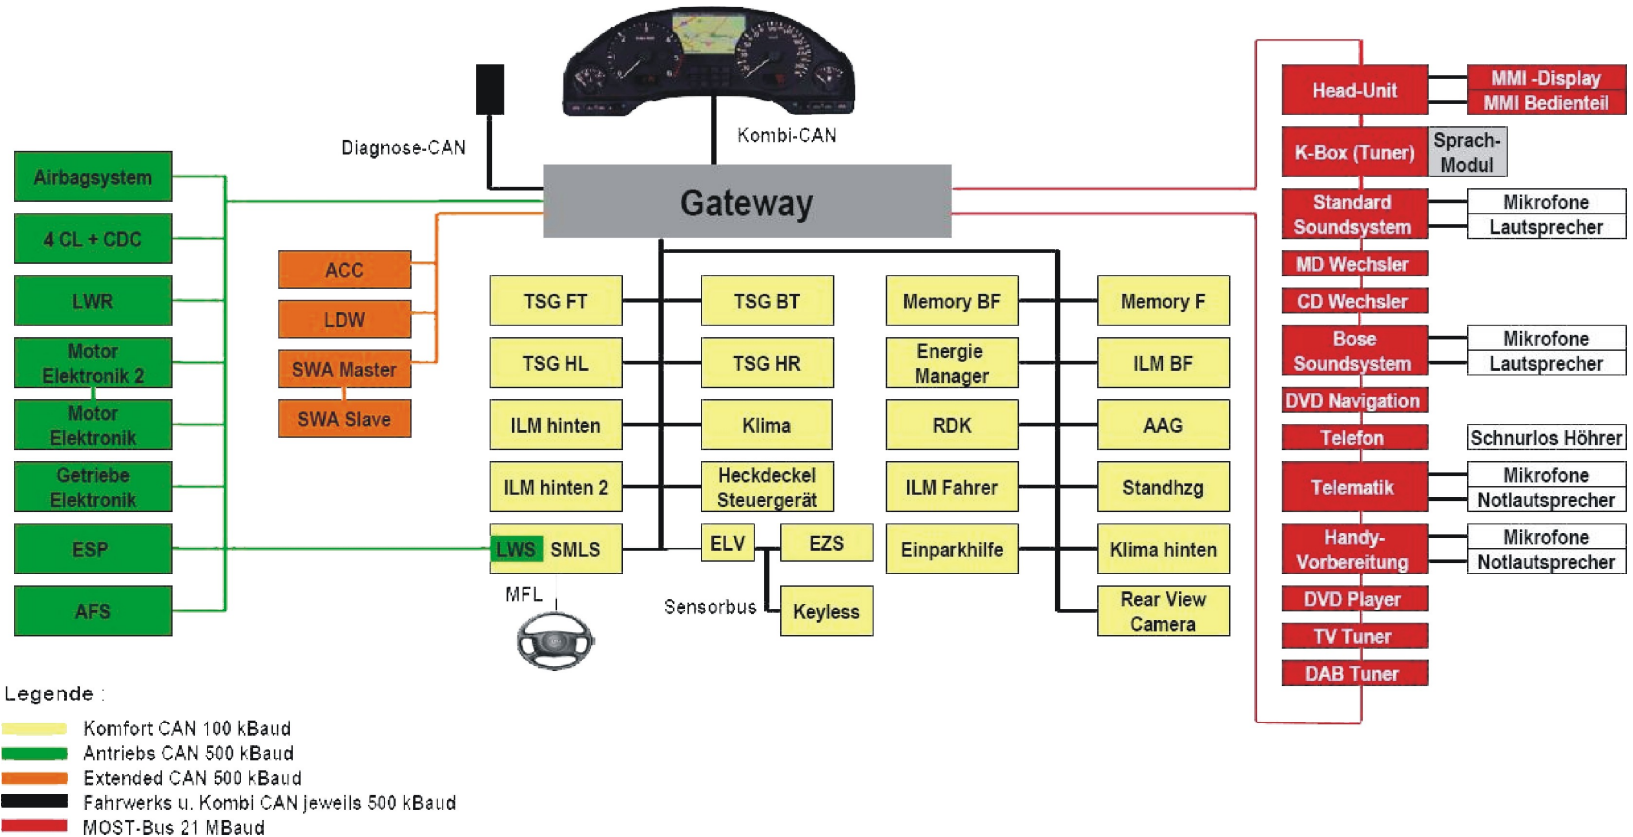 Diagnose-CAN
Kombi-CAN
Gateway
Airbagsystem
4 CL + CDC
LWR
Motor
Elektronik 2
Motor
Elektronik
Getriebe
Elektronik
ESP
AFS
ACC
LDW
SWA Master
SWA Slave
TSG FT
TSG BT
TSG HL
TSG HR
ILM hinten
Klima
ILM hinten 2
Heckdeckel
Steuergerät
LWS SMLS
ELV
EZS
MFL
Sensorbus
Keyless
Memory BF
Memory F
Energie
Manager
ILM BF
RDK
AAG
ILM Fahrer
Standhzg
Einparkhilfe
Klima hinten
Rear View
Camera
Head-Unit
MMI -Display
MMI Bedienteil
K-Box (Tuner)
Sprach-
Modul
Standard
Soundsystem
Mikrofone
Lautsprecher
MD Wechsler
CD Wechsler
Bose
Soundsystem
Mikrofone
Lautsprecher
DVD Navigation
Telefon
Schnurlos Höhrer
Telematik
Mikrofone
Notlautsprecher
Handy-
Vorbereitung
Mikrofone
Notlautsprecher
DVD Player
TV Tuner
DAB Tuner
Legende :
Komfort CAN 100 kBaud
Antriebs CAN 500 kBaud
Extended CAN 500 kBaud
Fahrwerks u. Kombi CAN jeweils 500 kBaud
MOST-Bus 21 MBaud